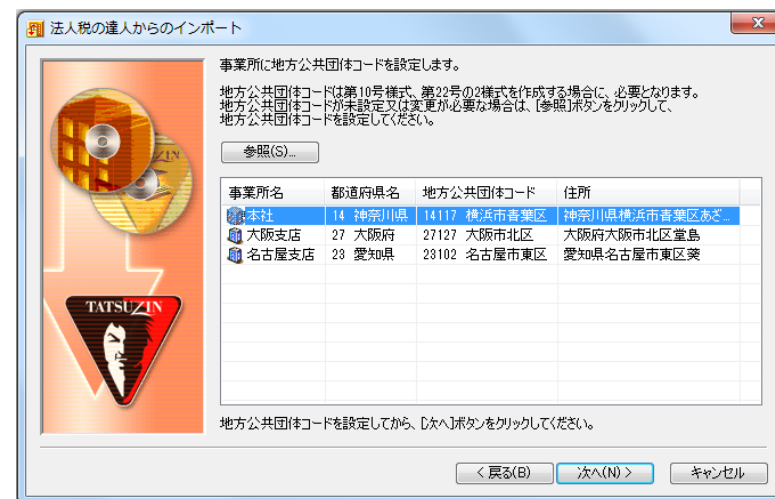 法人税の達人からのインポート
事業所に地方公共団体コードを設定します。
地方公共団体コードは第10号様式、第22号の2様式を作成する場合に、必要となります。
地方公共団体コードが未設定又は変更が必要な場合は、[参照]ボタンをクリックして、
地方公共団体コードを設定してください。
参照(S)...
事業所名 都道府県名 地方公共団体コード 住所
本社 14 神奈川県 14117 横浜市青葉区 神奈川県横浜市青葉区あざ...
大阪支店 27 大阪府 27127 大阪市北区 大阪府大阪市北区堂島
名古屋支店 23 愛知県 23102 名古屋市東区 愛知県名古屋市東区葵
TATSUZIN
地方公共団体コードを設定してから、[次へ]ボタンをクリックしてください。
< 戻る(B) 次へ(N) > キャンセル